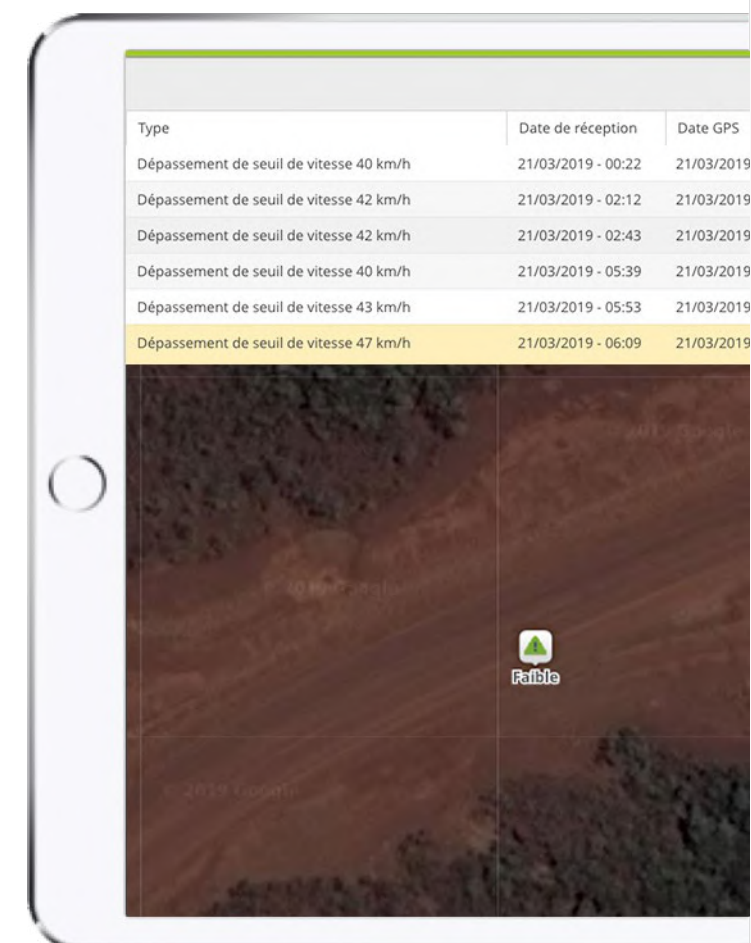 Type Date de réception Date GPS
Dépassement de seuil de vitesse 40 km/h 21/03/2019 - 00:22 21/03/2019
Dépassement de seuil de vitesse 42 km/h 21/03/2019 - 02:12 21/03/2019
Dépassement de seuil de vitesse 42 km/h 21/03/2019 - 02:43 21/03/2019
Dépassement de seuil de vitesse 40 km/h 21/03/2019 - 05:39 21/03/2019
Dépassement de seuil de vitesse 43 km/h 21/03/2019 - 05:53 21/03/2019
Dépassement de seuil de vitesse 47 km/h 21/03/2019 - 06:09 21/03/2019
© 2019 Google
© 2019 Google
Faible
© 2019 Google